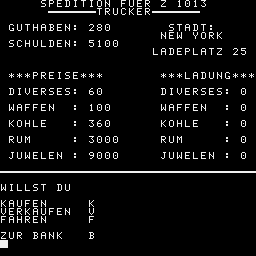 SPEDITION FUER Z 1013
TRUCKER
GUTHABEN: 280 STADT:
NEW YORK
SCHULDEN: 5100
LADEPLATZ 25
***PREISE*** ***LADUNG***
DIVERSES: 60 DIVERSES: 0
WAFFEN : 100 WAFFEN : 0
KOHLE : 360 KOHLE : 0
RUM : 3000 RUM : 0
JUWELEN : 9000 JUWELEN : 0
WILLST DU
KAUFEN K
VERKAUFEN V
FAHREN F
ZUR BANK B